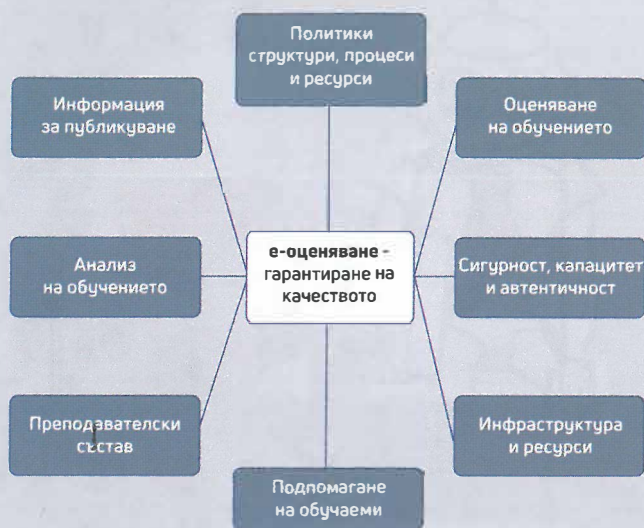 Политики
структури, процеси
и ресурси
Информация
за публикуване
Оценяване
на обучението
е-оценяване -
гарантиране на
качеството
Анализ
на обучението
Сигурност, капацитет
и автентичност
Преподавателски
състав
Инфраструктура
и ресурси
Подпомагане
на обучаеми